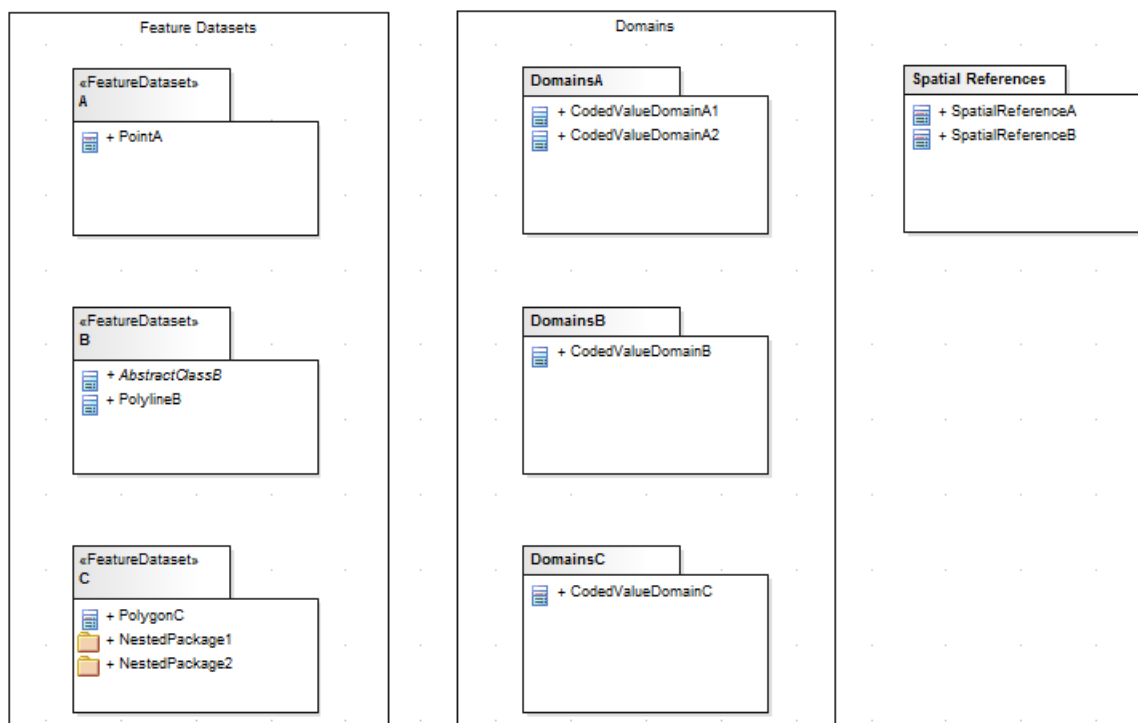 Feature Datasets
«FeatureDataset»
A
+ PointA
«FeatureDataset»
B
+ AbstractClassB
+ PolylineB
«FeatureDataset»
C
+ PolygonC
+ NestedPackage1
+ NestedPackage2
Domains
DomainsA
+ CodedValueDomainA1
+ CodedValueDomainA2
DomainsB
+ CodedValueDomainB
DomainsC
+ CodedValueDomainC
Spatial References
+ SpatialReferenceA
+ SpatialReferenceB